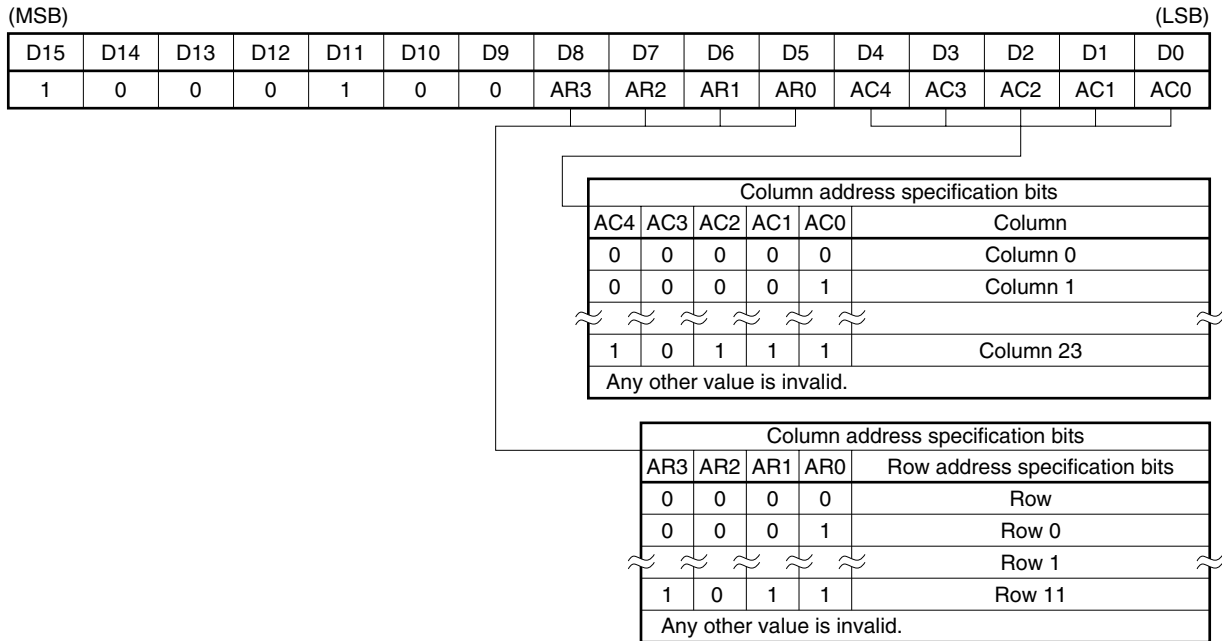 (MSB) (LSB)
D15 D14 D13 D12 D11 D10 D9 D8 D7 D6 D5 D4 D3 D2 D1 D0
1 0 0 0 1 0 0 AR3 AR2 AR1 AR0 AC4 AC3 AC2 AC1 AC0
Column address specification bits
AC4 AC3 AC2 AC1 AC0 Column
0 0 0 0 0 Column 0
0 0 0 0 1 Column 1
1 0 1 1 1 Column 23
Any other value is invalid.
Column address specification bits
AR3 AR2 AR1 AR0 Row address specification bits
0 0 0 0 Row
0 0 0 1 Row 0
Row 1
1 0 1 1 Row 11
Any other value is invalid.